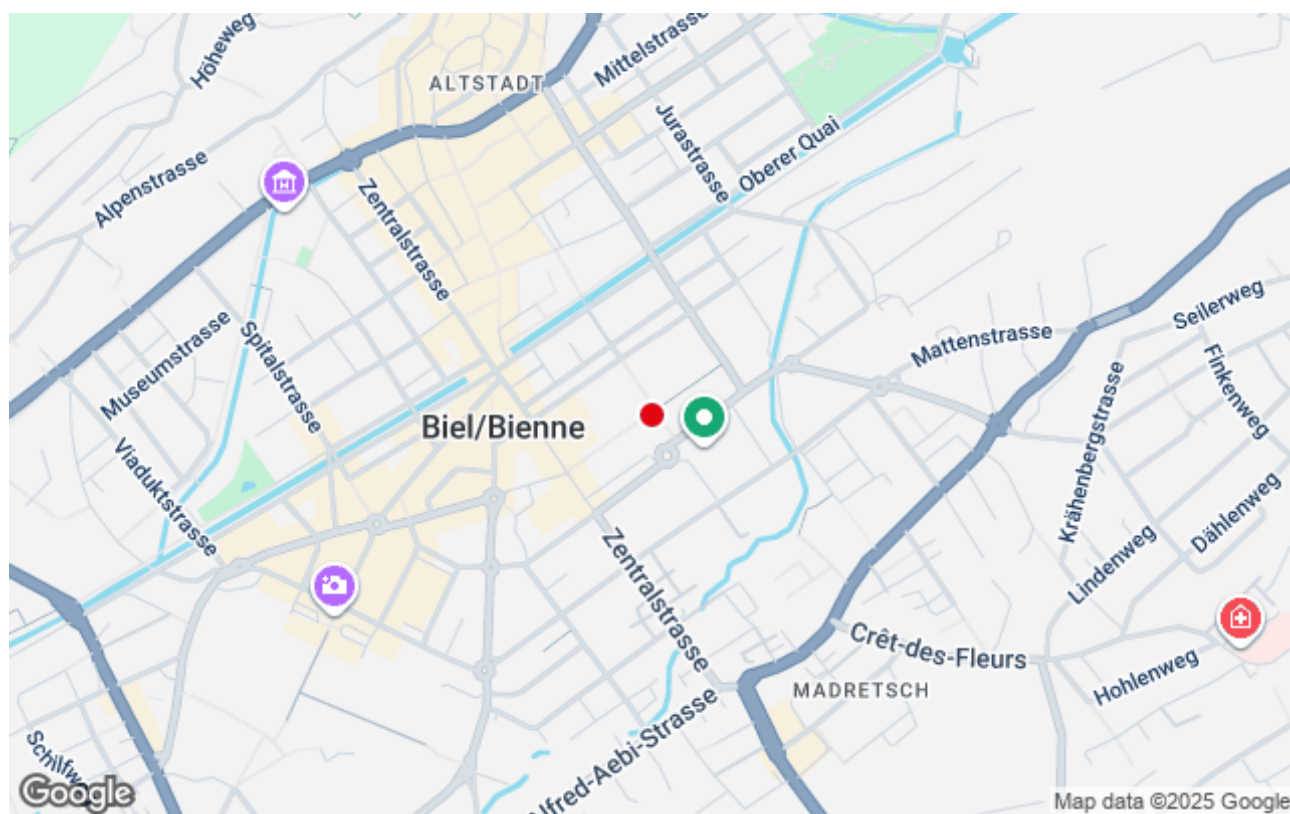 Höheweg
Mittelstrasse
ALTSTADT
Jurastrasse
Oberer Quai
Alpenstrasse
Zentralstrasse
Seilerweg
Mattenstrasse
Museumstrasse
Spitalstrasse
Finkenweg
Krähenbergstrasse
Biel/Bienne
Viaduktstrasse
Dählenweg
Lindenweg
Zentralstrasse
Crêt-des-Fleurs
Hohlenweg
MADRETSCH
Alfred-Aebi-Strasse
Schilfw
Google
Map data ©2025 Google